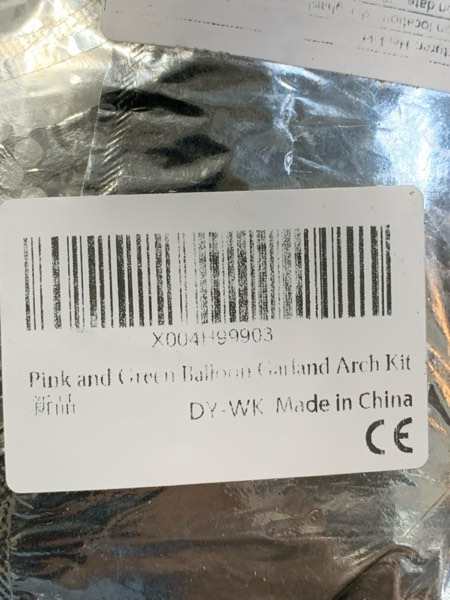 X004H99903
Pink and Green Balloon Garland Arch Kit
新品
DY-WK Made in China
CE